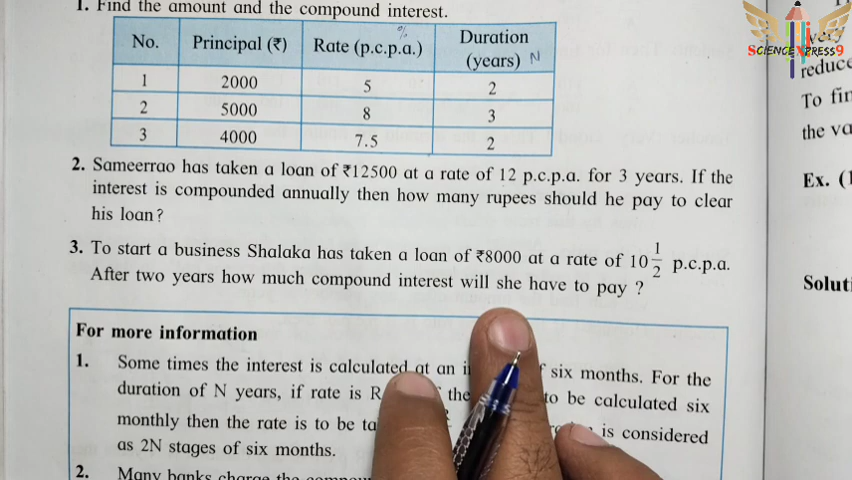 1. Find the amount and the compound interest.
No. Principal (₹) Rate (p.c.p.a.) % Duration (years) N
1 2000 5 2
2 5000 8 3
3 4000 7.5 2
2. Sameerrao has taken a loan of ₹12500 at a rate of 12 p.c.p.a. for 3 years. If the
interest is compounded annually then how many rupees should he pay to clear
his loan?
3. To start a business Shalaka has taken a loan of ₹8000 at a rate of 10 1/2 p.c.p.a.
After two years how much compound interest will she have to pay ?
For more information
1. Some times the interest is calculated at an six months. For the
duration of N years, if rate is R the to be calculated six
monthly then the rate is to be is considered
as 2N stages of six months.
2. Many banks charge the
SCIENCEXPRESS9
very
reduce
To fin
the va
Ex. (1
Soluti